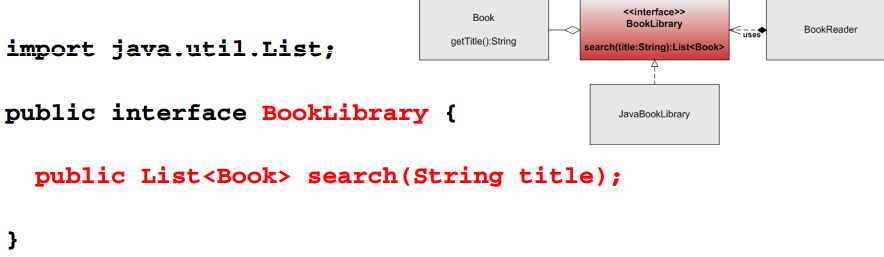 import java.util.List;
public interface BookLibrary {
public List<Book> search(String title);
}
Book
getTitle():String
<<interface>>
BookLibrary
search(title:String):List<Book>
uses
BookReader
JavaBookLibrary